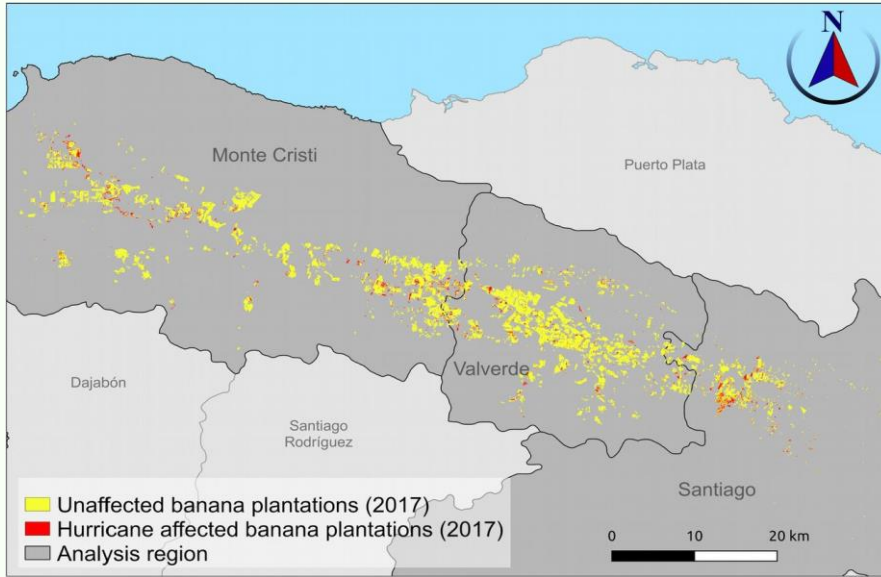 N
Monte Cristi
Puerto Plata
Valverde
Dajabón
Santiago
Rodríguez
Santiago
Unaffected banana plantations (2017)
Hurricane affected banana plantations (2017)
Analysis region
0 10 20 km